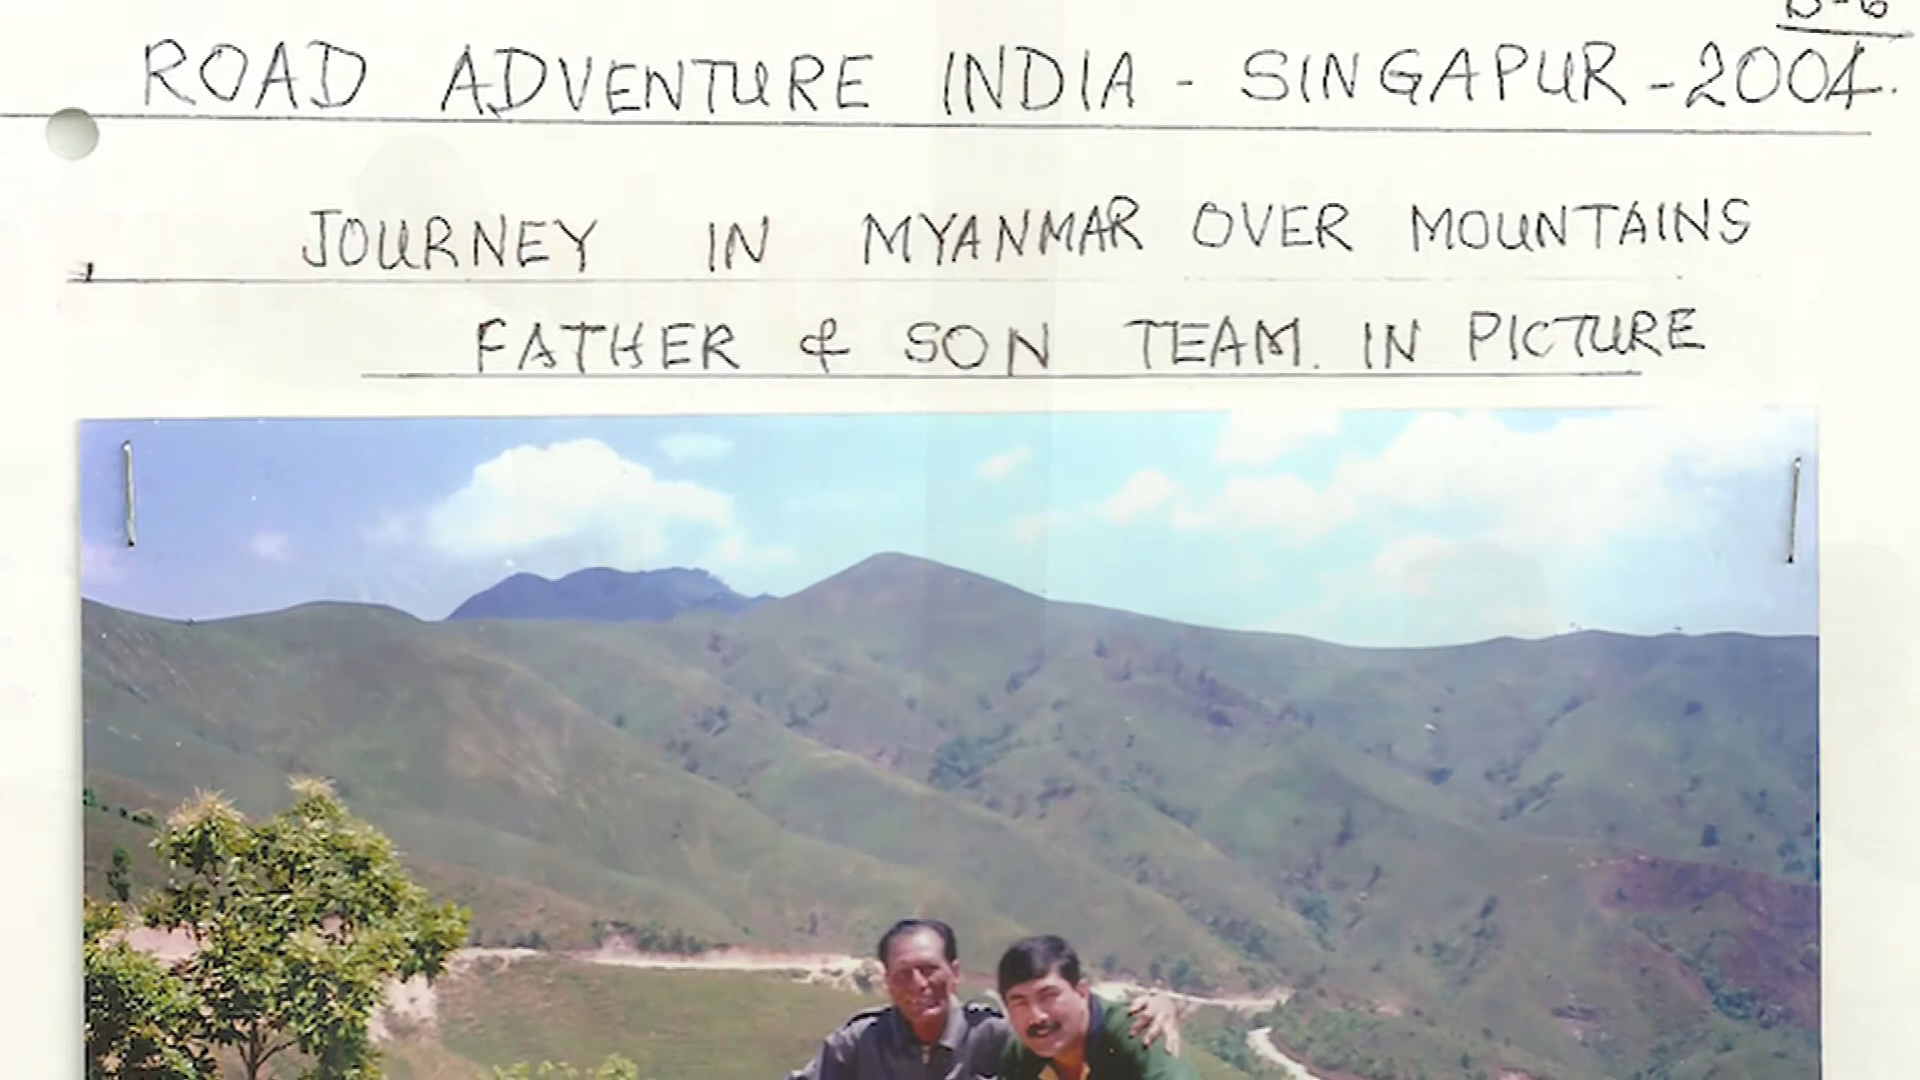 ROAD ADVENTURE INDIA - SINGAPUR - 2004.
JOURNEY IN MYANMAR OVER MOUNTAINS
FATHER & SON TEAM. IN PICTURE